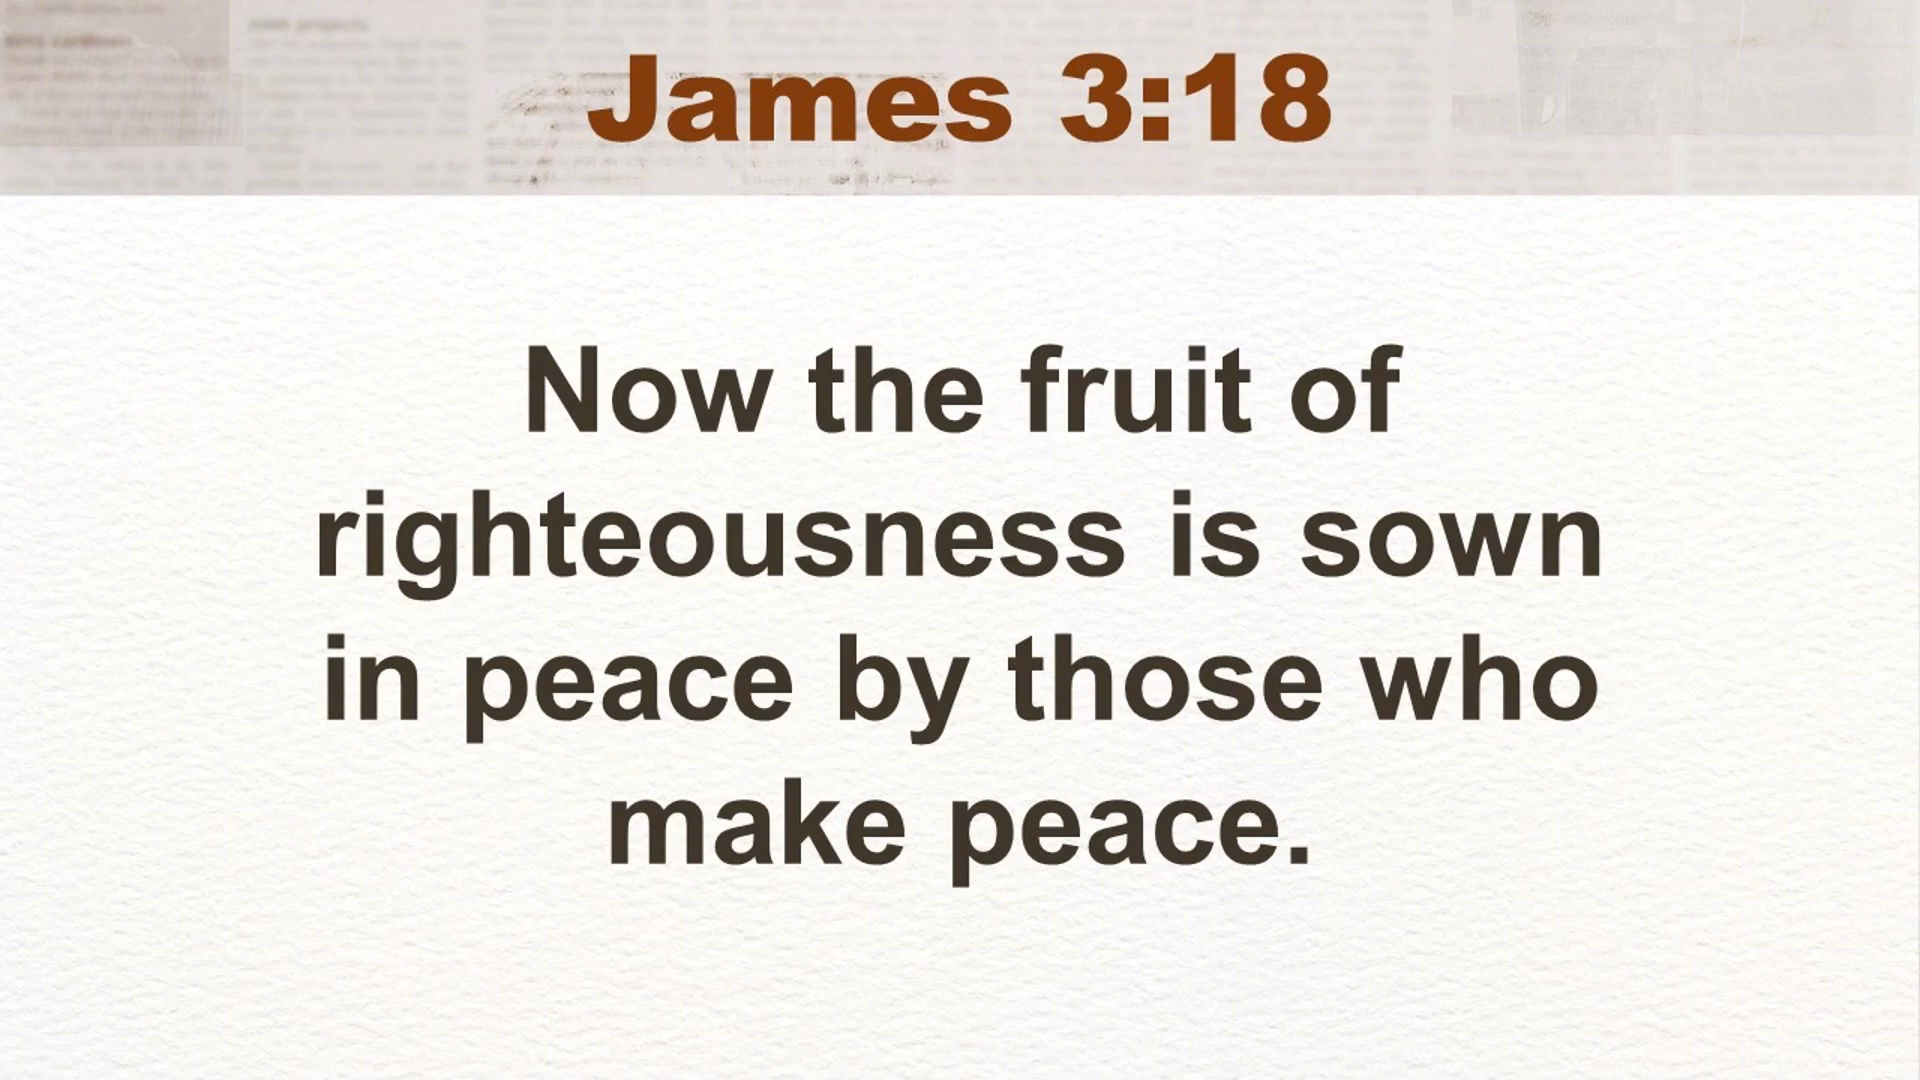 James 3:18
Now the fruit of
righteousness is sown
in peace by those who
make peace.